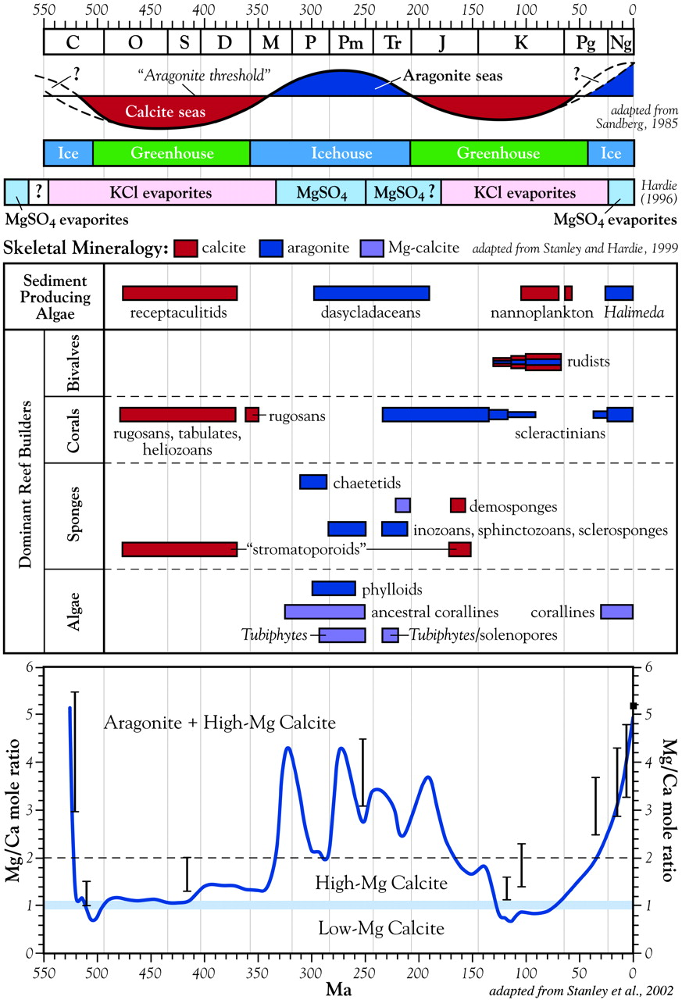 550 500 450 400 350 300 250 200 150 100 50 0
C O S D M P Pm Tr J K Pg Ng
? "Aragonite threshold" Aragonite seas ?
Calcite seas
adapted from
Sandberg, 1985
Ice Greenhouse Icehouse Greenhouse Ice
? KCl evaporites MgSO4 MgSO4 ? KCl evaporites
Hardie
(1996)
MgSO4 evaporites MgSO4 evaporites
Skeletal Mineralogy: calcite aragonite Mg-calcite adapted from Stanley and Hardie, 1999
Sediment
Producing
Algae
receptaculitids dasycladaceans nannoplankton Halimeda
Dominant Reef Builders
Bivalves
rudists
Corals
rugosans
rugosans, tabulates,
heliozoans
scleractinians
Sponges
chaetetids
demosponges
inozoans, sphinctozoans, sclerosponges
"stromatoporoids"
Algae
phylloids
ancestral corallines corallines
Tubiphytes Tubiphytes/solenopores
6 6
5 5
4 4
3 3
2 2
1 1
0 0
Mg/Ca mole ratio
Mg/Ca mole ratio
Aragonite + High-Mg Calcite
High-Mg Calcite
Low-Mg Calcite
550 500 450 400 350 300 250 200 150 100 50 0
Ma
adapted from Stanley et al., 2002